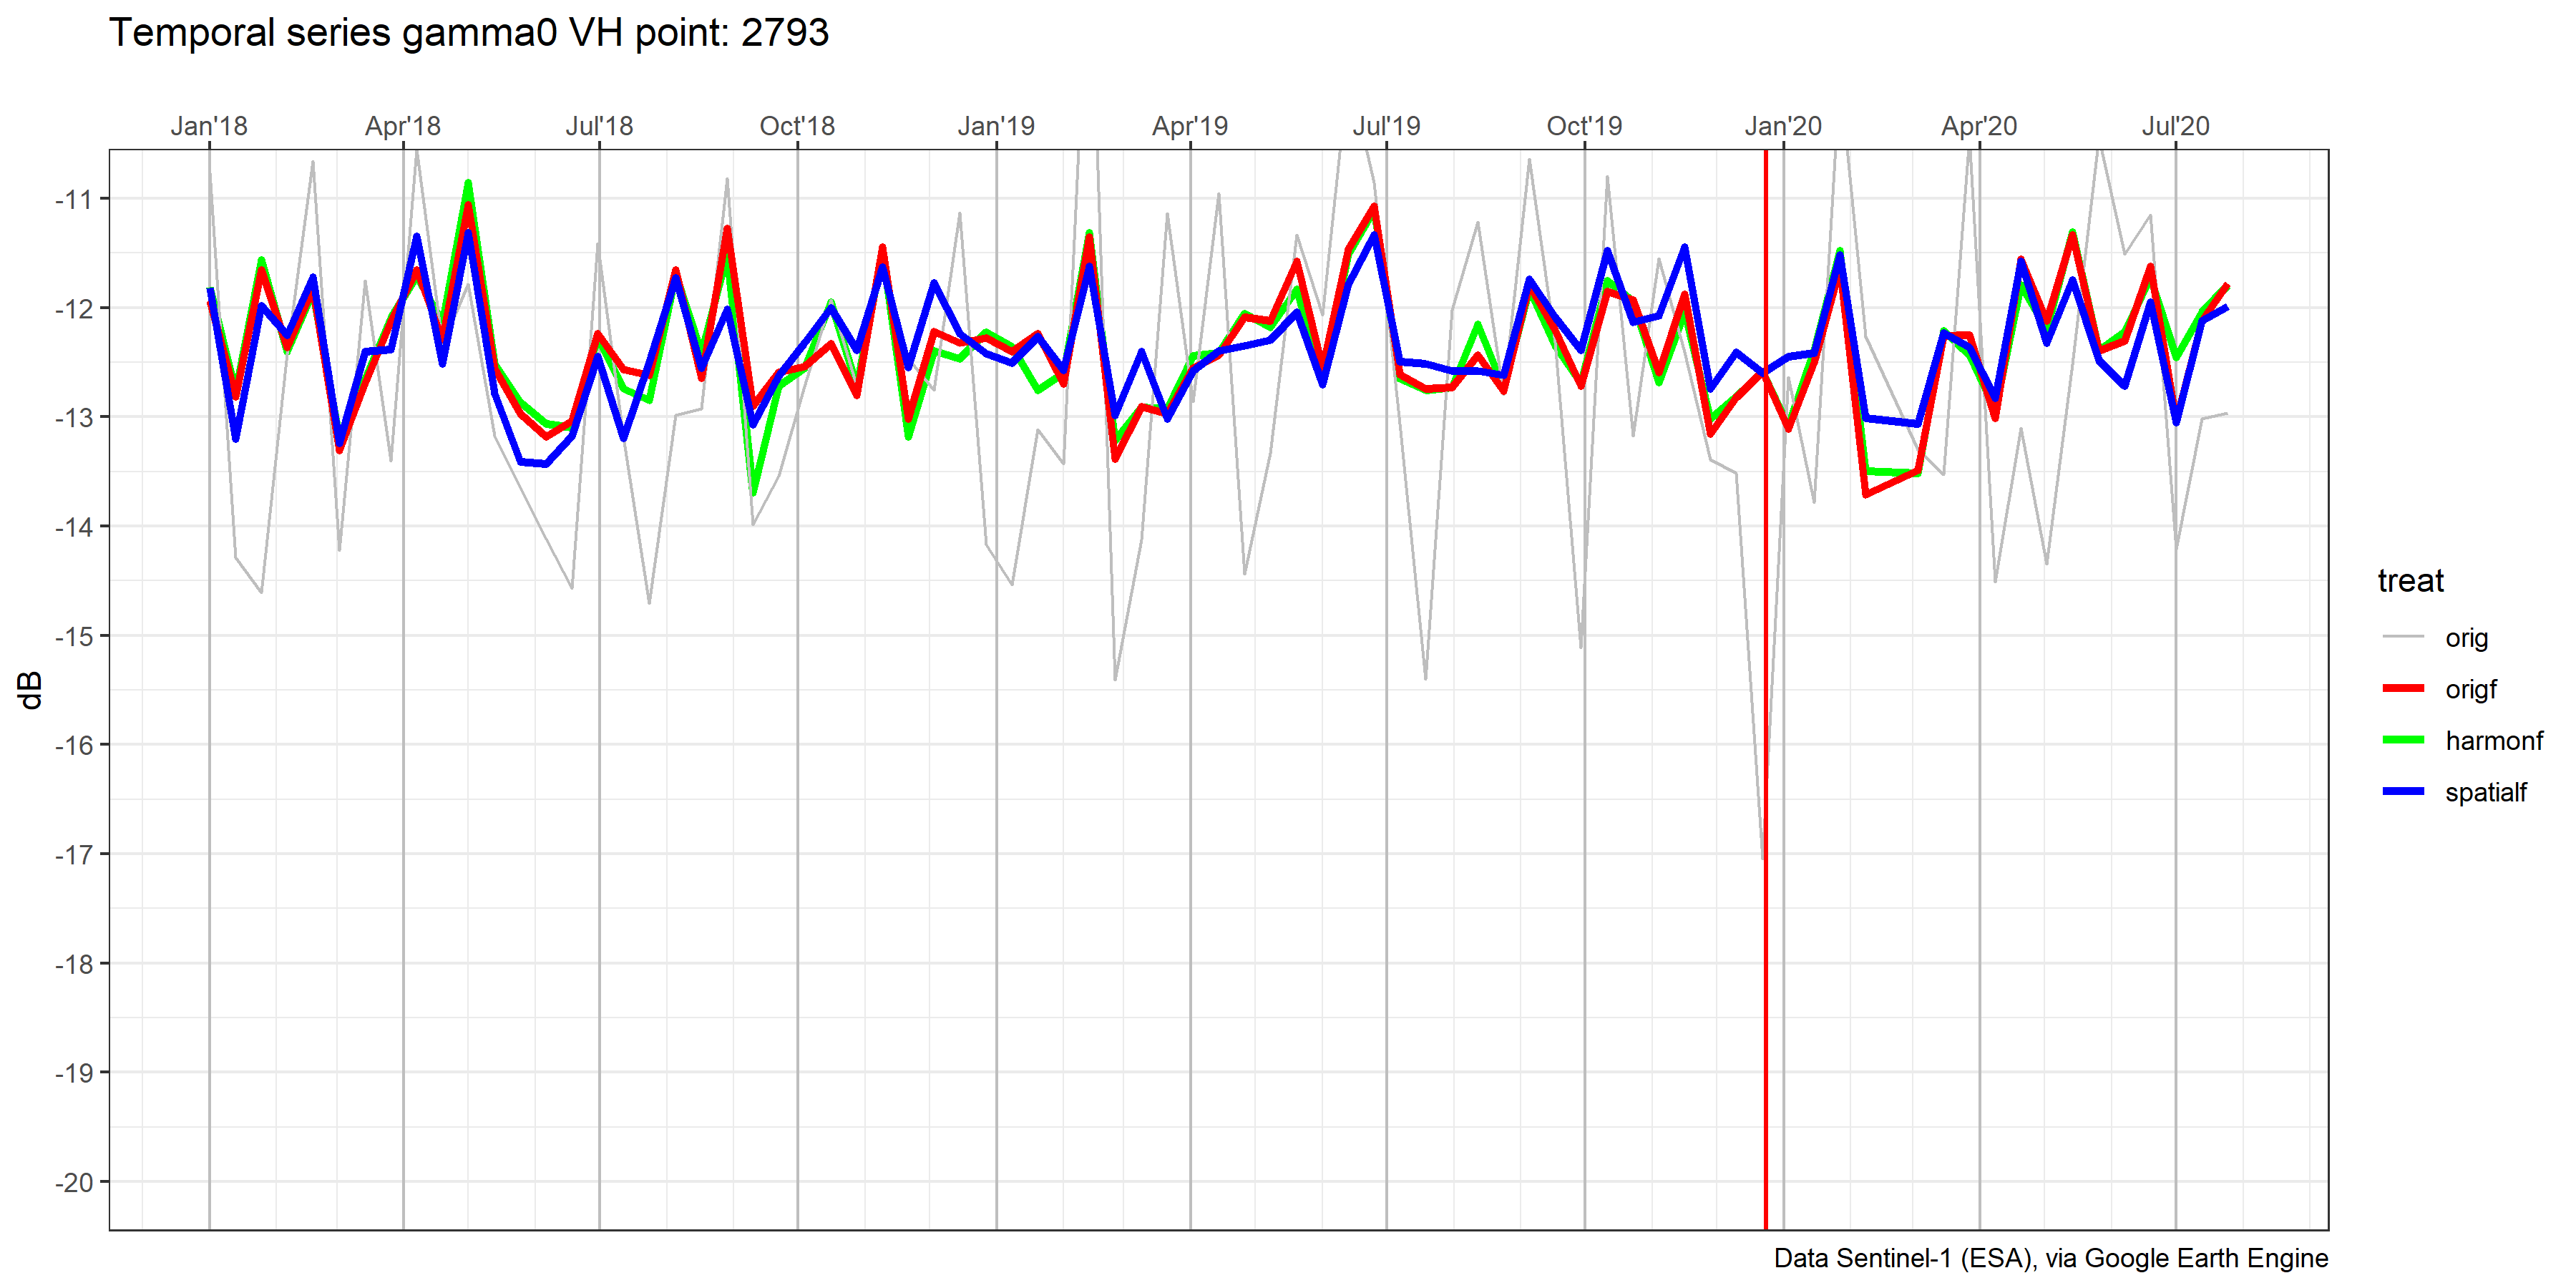 Temporal series gamma0 VH point: 2793
Jan'18 Apr'18 Jul'18 Oct'18 Jan'19 Apr'19 Jul'19 Oct'19 Jan'20 Apr'20 Jul'20
-11
-12
-13
-14
-15
-16
-17
-18
-19
-20
dB
treat
orig
origf
harmonf
spatialf
Data Sentinel-1 (ESA), via Google Earth Engine